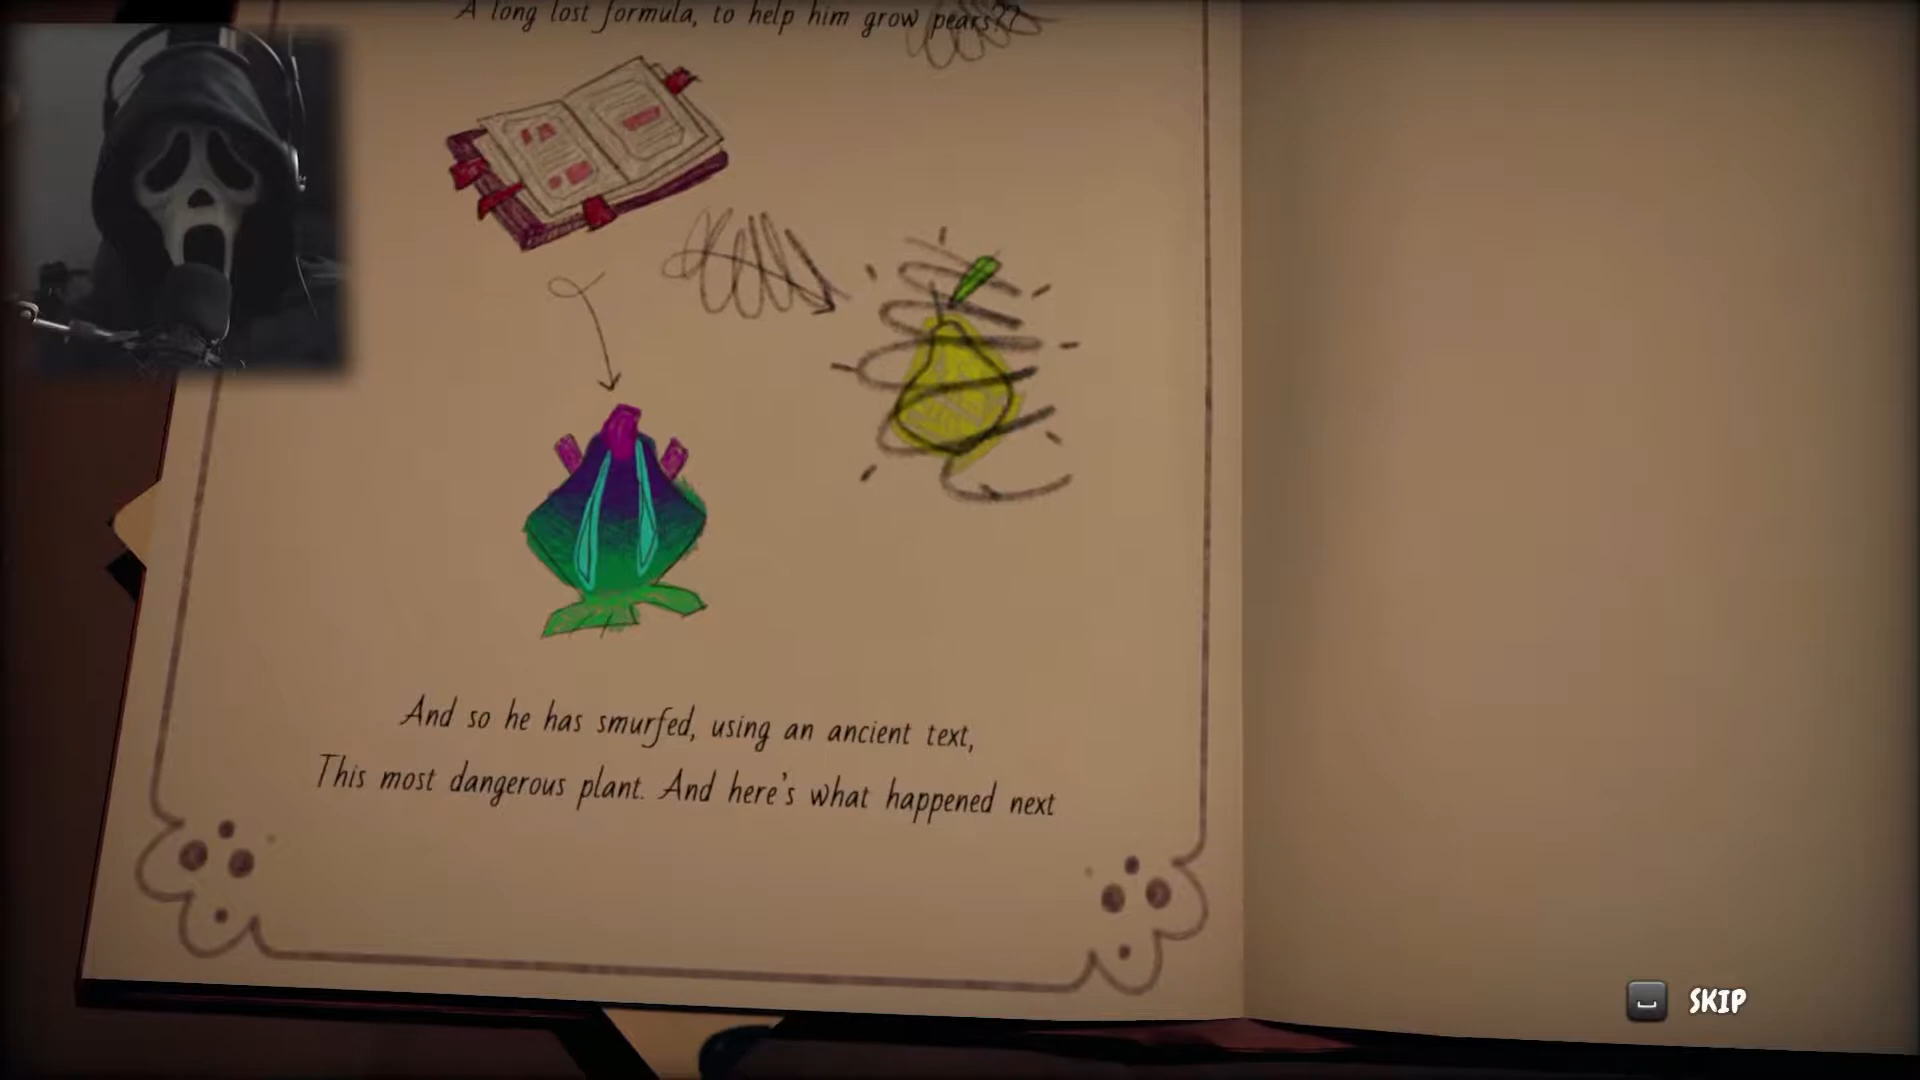 A long lost formula, to help him grow pears??
And so he has smurfed, using an ancient text,
This most dangerous plant. And here's what happened next
SKIP